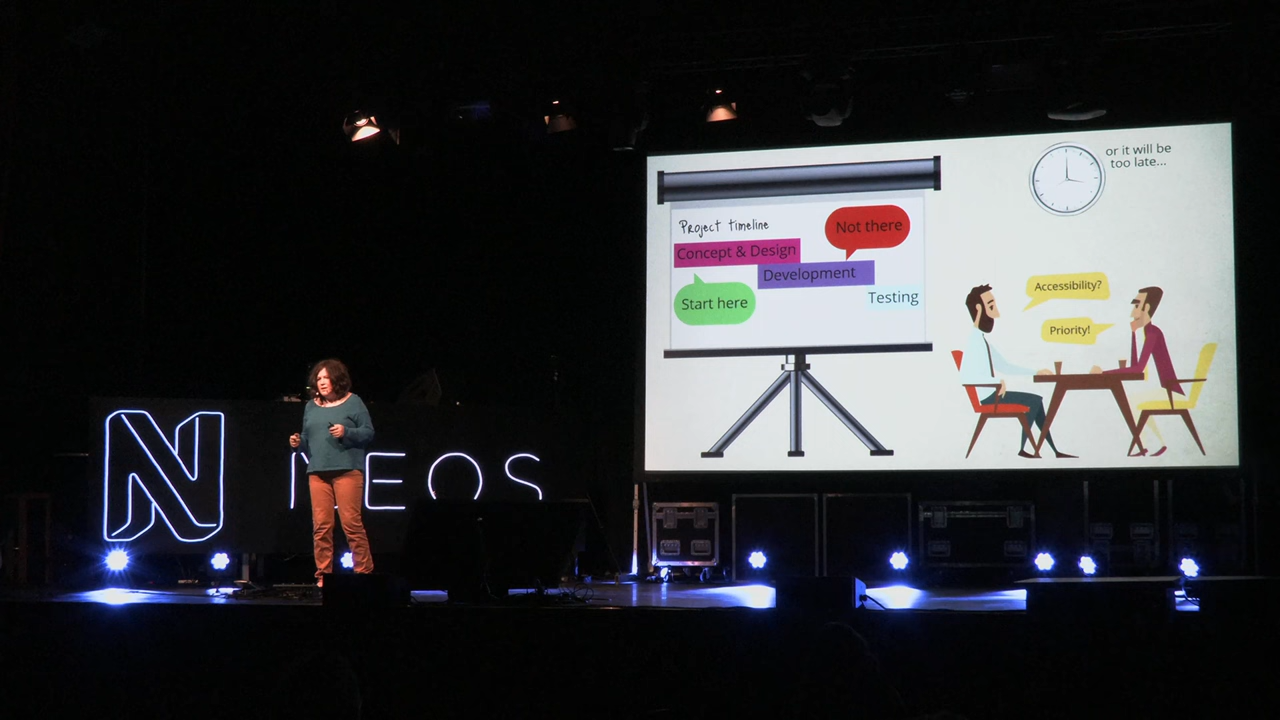 NEOS
Project timeline
Concept & Design
Development
Testing
Start here
Not there
or it will be
too late...
Accessibility?
Priority!